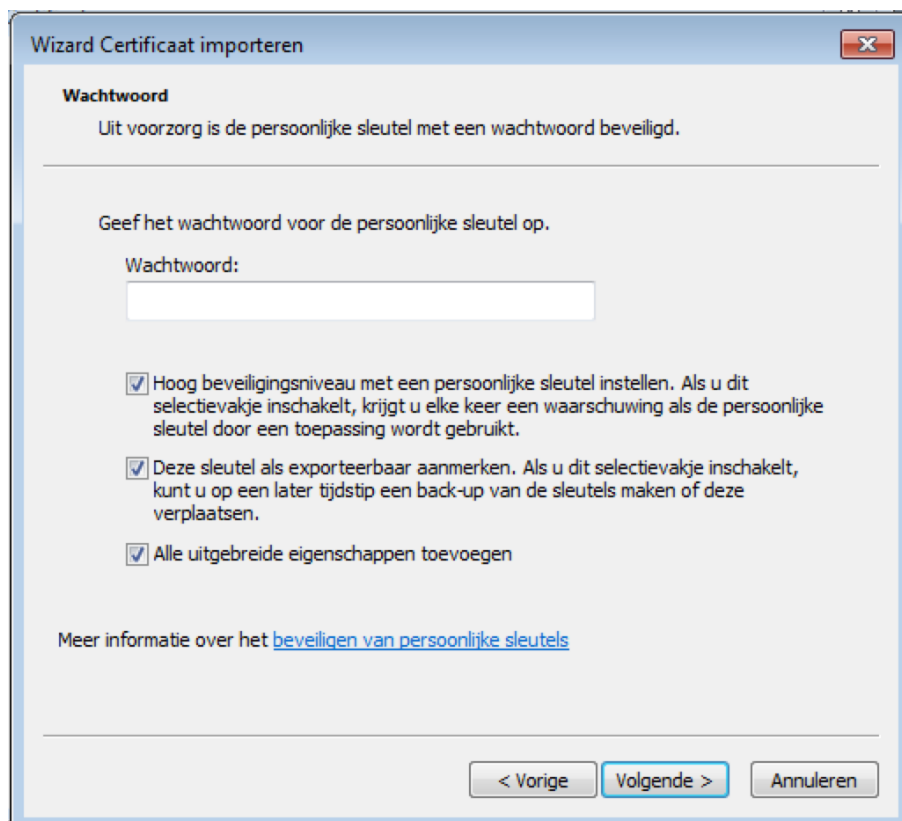 Wizard Certificaat importeren
Wachtwoord
Uit voorzorg is de persoonlijke sleutel met een wachtwoord beveiligd.
Geef het wachtwoord voor de persoonlijke sleutel op.
Wachtwoord:
Hoog beveiligingsniveau met een persoonlijke sleutel instellen. Als u dit
selectievakje inschakelt, krijgt u elke keer een waarschuwing als de persoonlijke
sleutel door een toepassing wordt gebruikt.
Deze sleutel als exporteerbaar aanmerken. Als u dit selectievakje inschakelt,
kunt u op een later tijdstip een back-up van de sleutels maken of deze
verplaatsen.
Alle uitgebreide eigenschappen toevoegen
Meer informatie over het beveiligen van persoonlijke sleutels
< Vorige Volgende > Annuleren